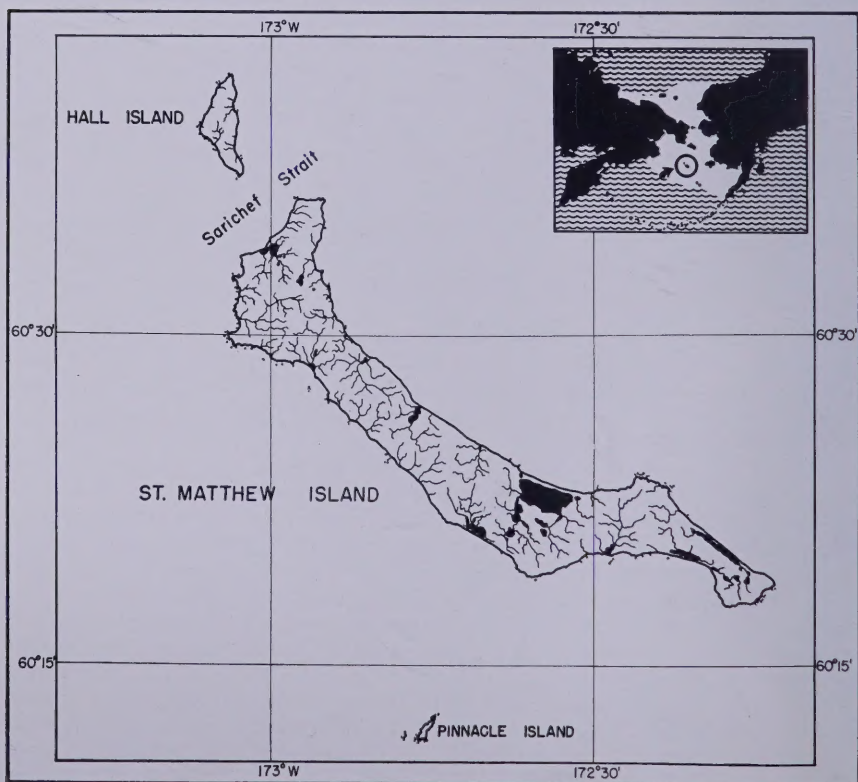 173°W 172°30'
HALL ISLAND
Sarichef Strait
60°30' 60°30'
ST. MATTHEW ISLAND
60°15' 60°15'
PINNACLE ISLAND
173°W 172°30'